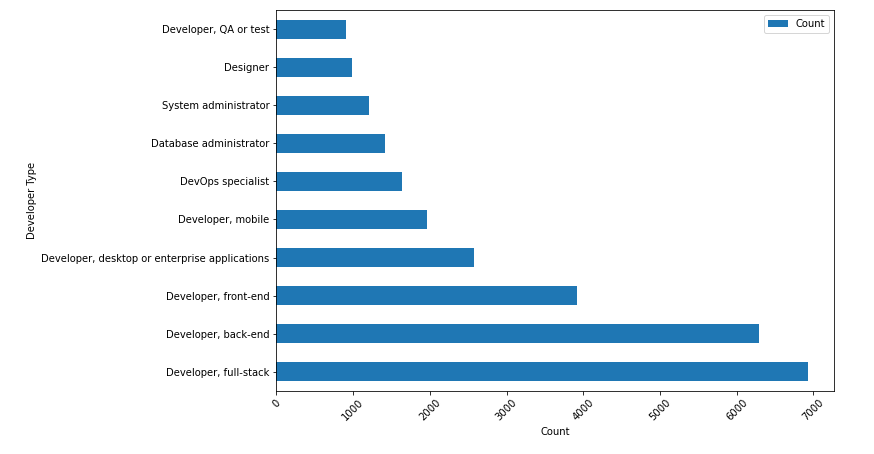 Count
Developer Type
Developer, QA or test
Designer
System administrator
Database administrator
DevOps specialist
Developer, mobile
Developer, desktop or enterprise applications
Developer, front-end
Developer, back-end
Developer, full-stack
0
1000
2000
3000
4000
5000
6000
7000
Count